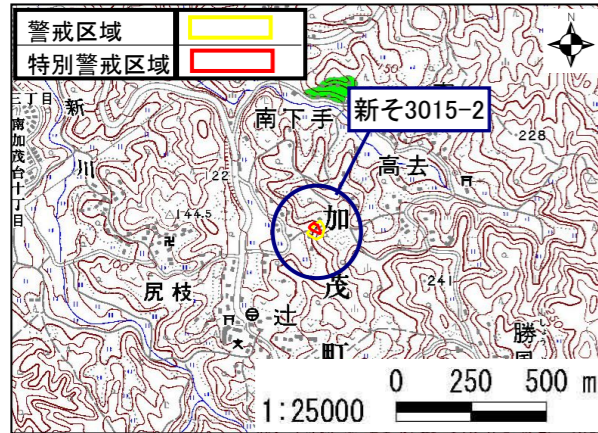 警戒区域
特別警戒区域
N
50
二丁目
新
川
南下手
新そ3015-2
228
高去
122
南加茂台十丁目
144.5
加
茂
町
尻枝
辻
241
勝
1:25000
0 250 500 m